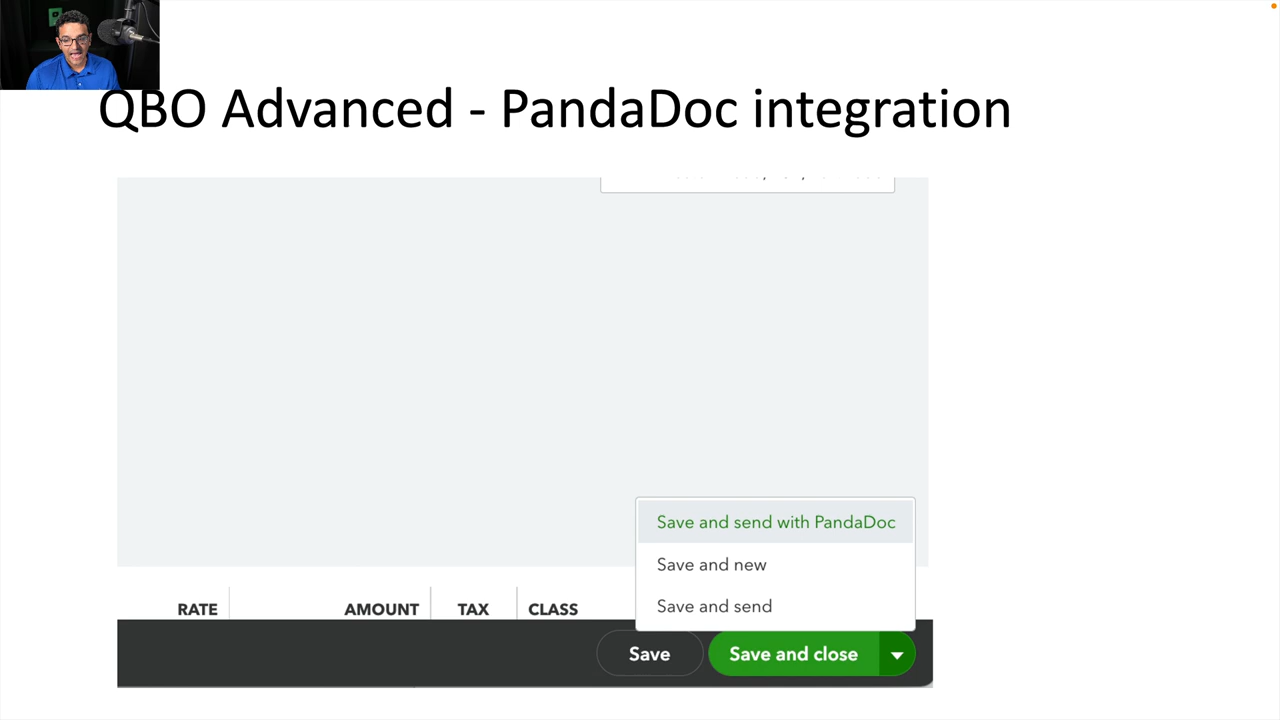 QBO Advanced - PandaDoc integration
Save and send with PandaDoc
Save and new
Save and send
RATE AMOUNT TAX CLASS
Save Save and close